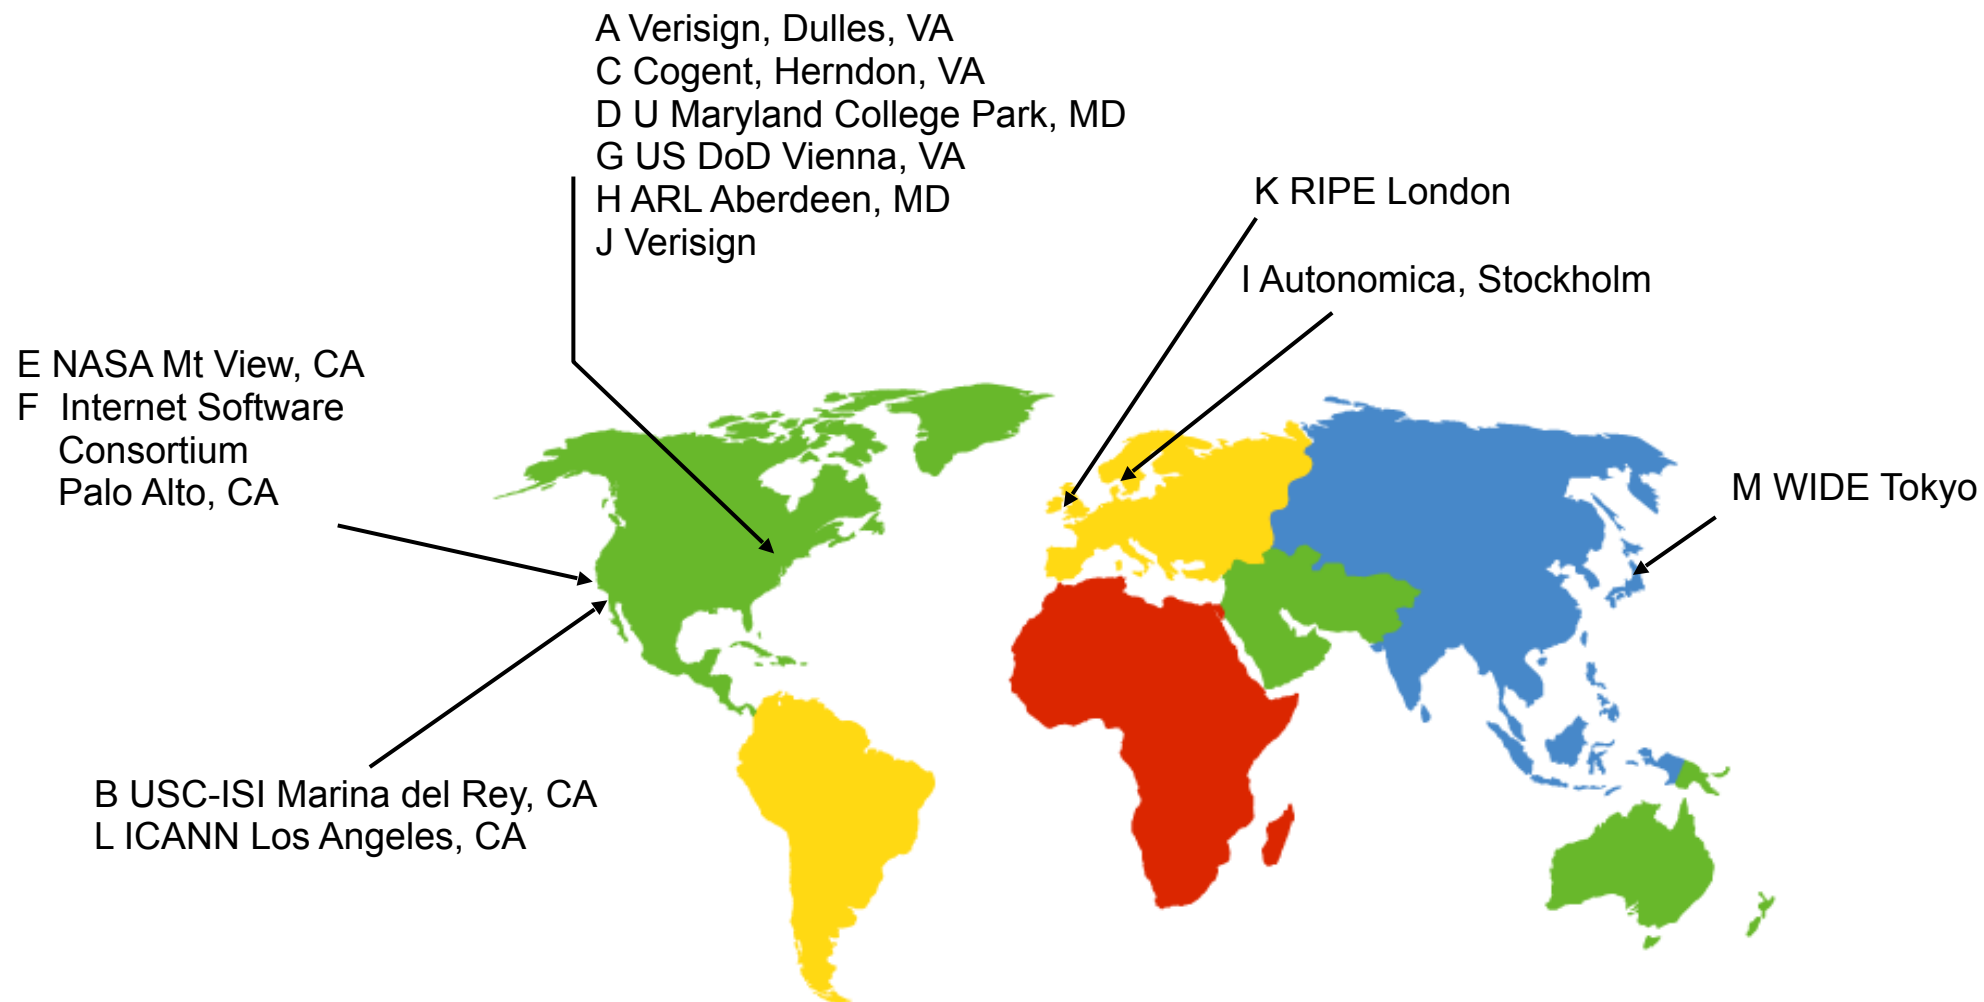 A Verisign, Dulles, VA
C Cogent, Herndon, VA
D U Maryland College Park, MD
G US DoD Vienna, VA
H ARL Aberdeen, MD
J Verisign
K RIPE London
I Autonomica, Stockholm
E NASA Mt View, CA
F Internet Software
Consortium
Palo Alto, CA
M WIDE Tokyo
B USC-ISI Marina del Rey, CA
L ICANN Los Angeles, CA